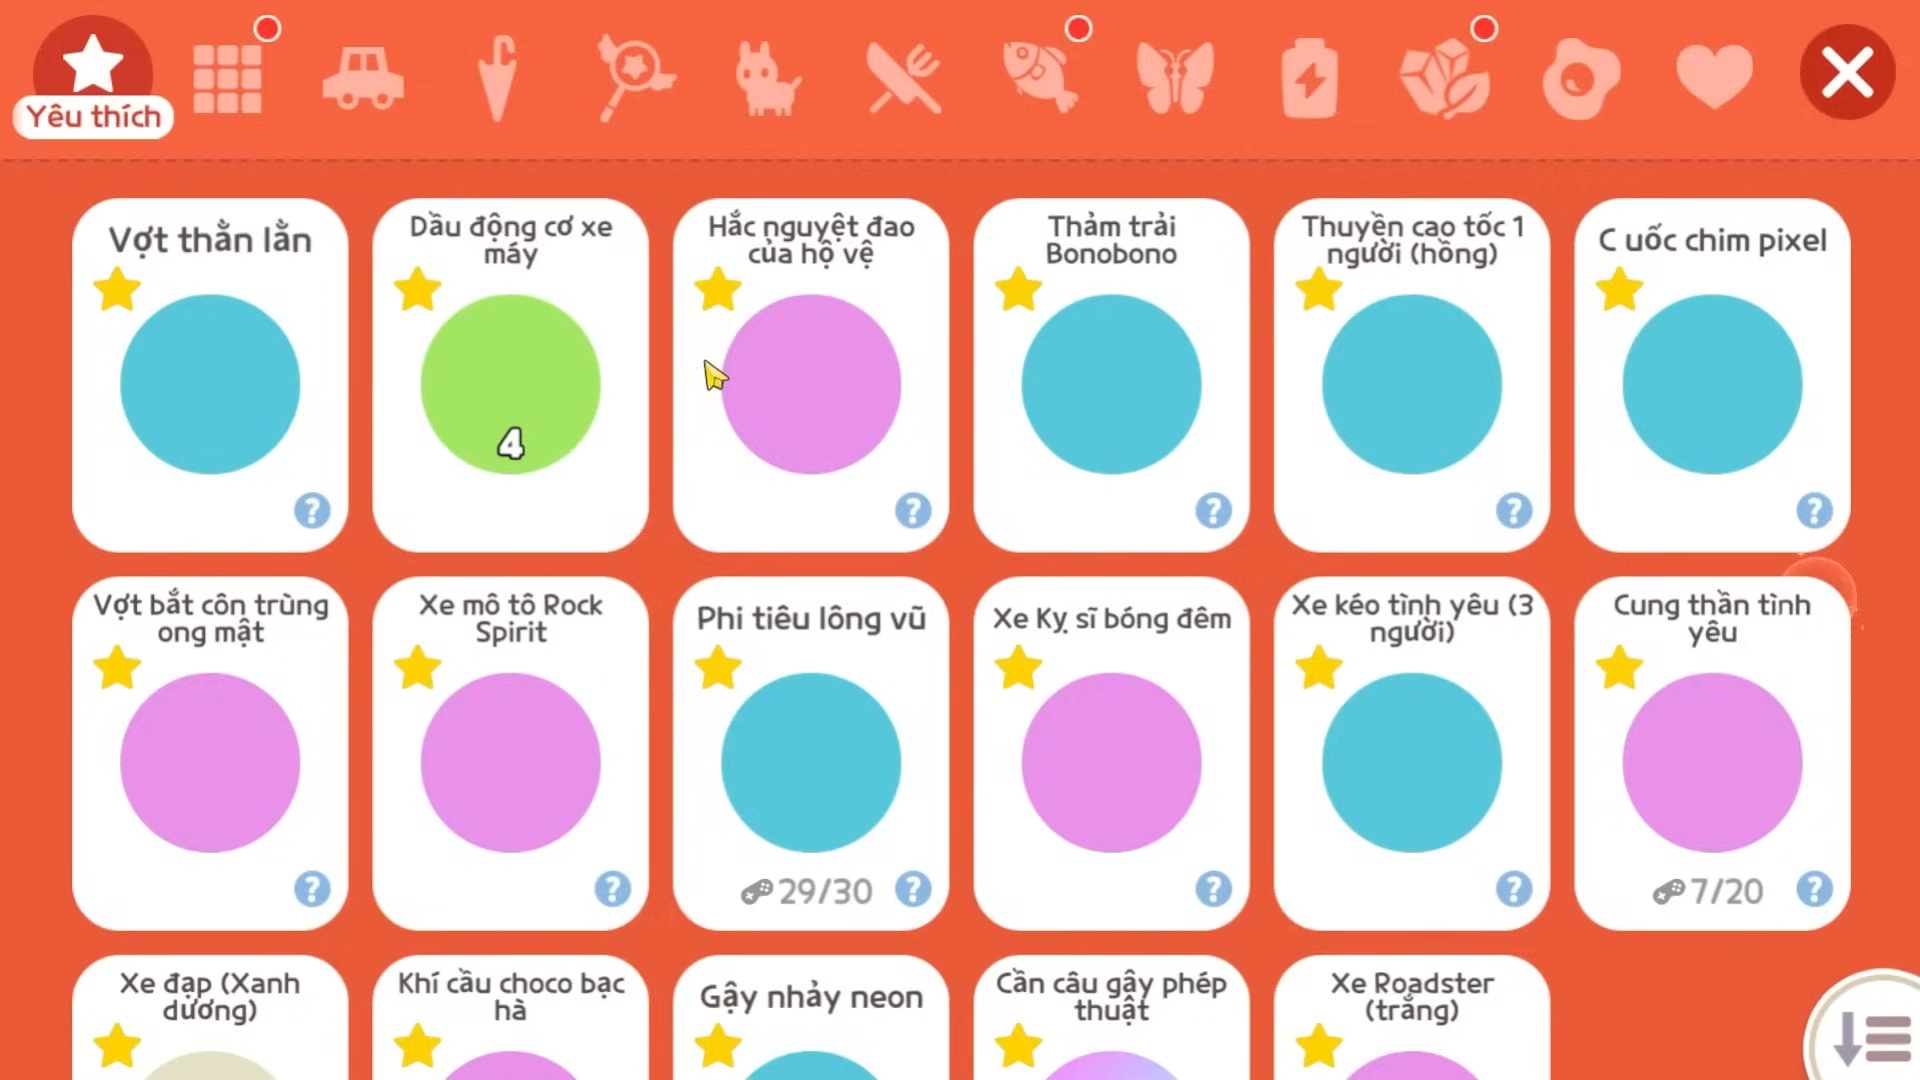 Yêu thích
Vợt thằn lằn
Dầu động cơ xe
máy
Hắc nguyệt đao
của hộ vệ
Thảm trải
Bonobono
Thuyền cao tốc 1
người (hồng)
C uốc chim pixel
4
Vợt bắt côn trùng
ong mật
Xe mô tô Rock
Spirit
Phi tiêu lông vũ
Xe Kỵ sĩ bóng đêm
Xe kéo tình yêu (3
người)
Cung thần tình
yêu
29/30
7/20
Xe đạp (Xanh
dương)
Khí cầu choco bạc
hà
Gậy nhảy neon
Cần câu gậy phép
thuật
Xe Roadster
(trắng)